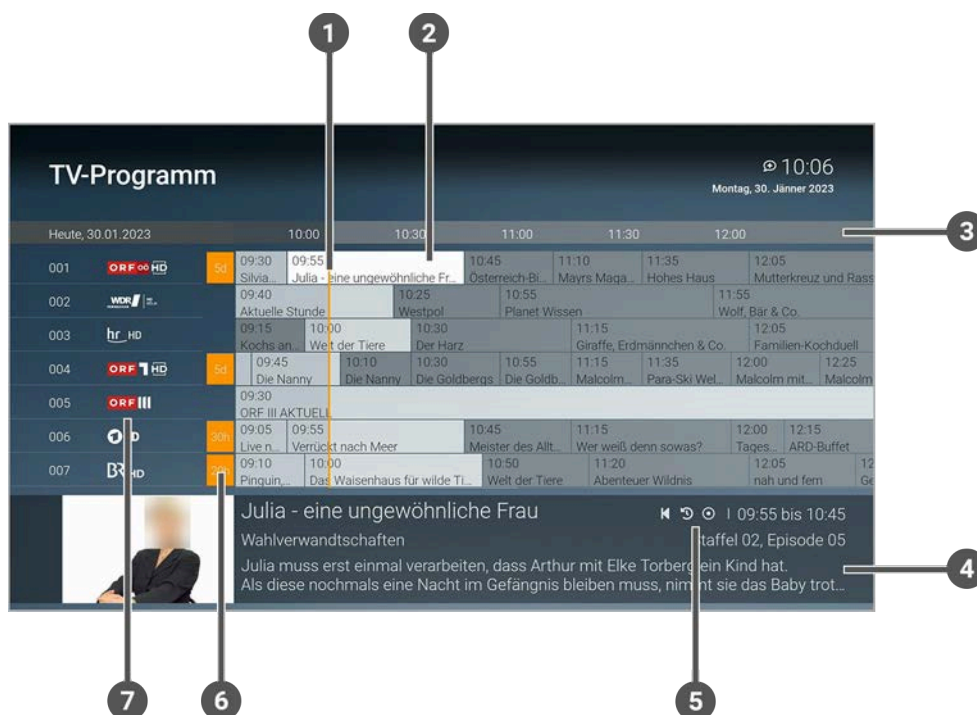 1 2
TV-Programm
10:06
Montag, 30. Jänner 2023
Heute, 30.01.2023 10:00 10:30 11:00 11:30 12:00
3
001 ORF HD 5d 09:30 09:55 10:45 11:10 11:35 12:05
Silvia... Julia - eine ungewöhnliche Fr... Österreich-Bi... Mayrs Maga... Hohes Haus Mutterkreuz und Rass
002 WDR 09:40 10:25 10:55 11:55
Aktuelle Stunde Westpol Planet Wissen Wolf, Bär & Co.
003 hr HD 09:15 10:00 10:30 11:15 12:05
Kochs an... Welt der Tiere Der Harz Giraffe, Erdmännchen & Co. Familien-Kochduell
004 ORF 1 HD 5d 09:45 10:10 10:30 10:55 11:15 11:35 12:00 12:25
Die Nanny Die Nanny Die Goldbergs Die Goldb... Malcolm... Para-Ski Wel... Malcolm mit... Malcolm
005 ORF III 09:30
ORF III AKTUELL
006 30h 09:05 09:55 10:45 11:15 12:00 12:15
Live n... Verrückt nach Meer Meister des Allt... Wer weiß denn sowas? Tages... ARD-Buffet
007 BR HD 09:10 10:00 10:50 11:20 12:05 12
Pinguin,... Das Waisenhaus für wilde Ti... Welt der Tiere Abenteuer Wildnis nah und fern Ge
Julia - eine ungewöhnliche Frau 09:55 bis 10:45
Wahlverwandtschaften Staffel 02, Episode 05
Julia muss erst einmal verarbeiten, dass Arthur mit Elke Torberg ein Kind hat.
4
Als diese nochmals eine Nacht im Gefängnis bleiben muss, nimmt sie das Baby trot...
7 6 5